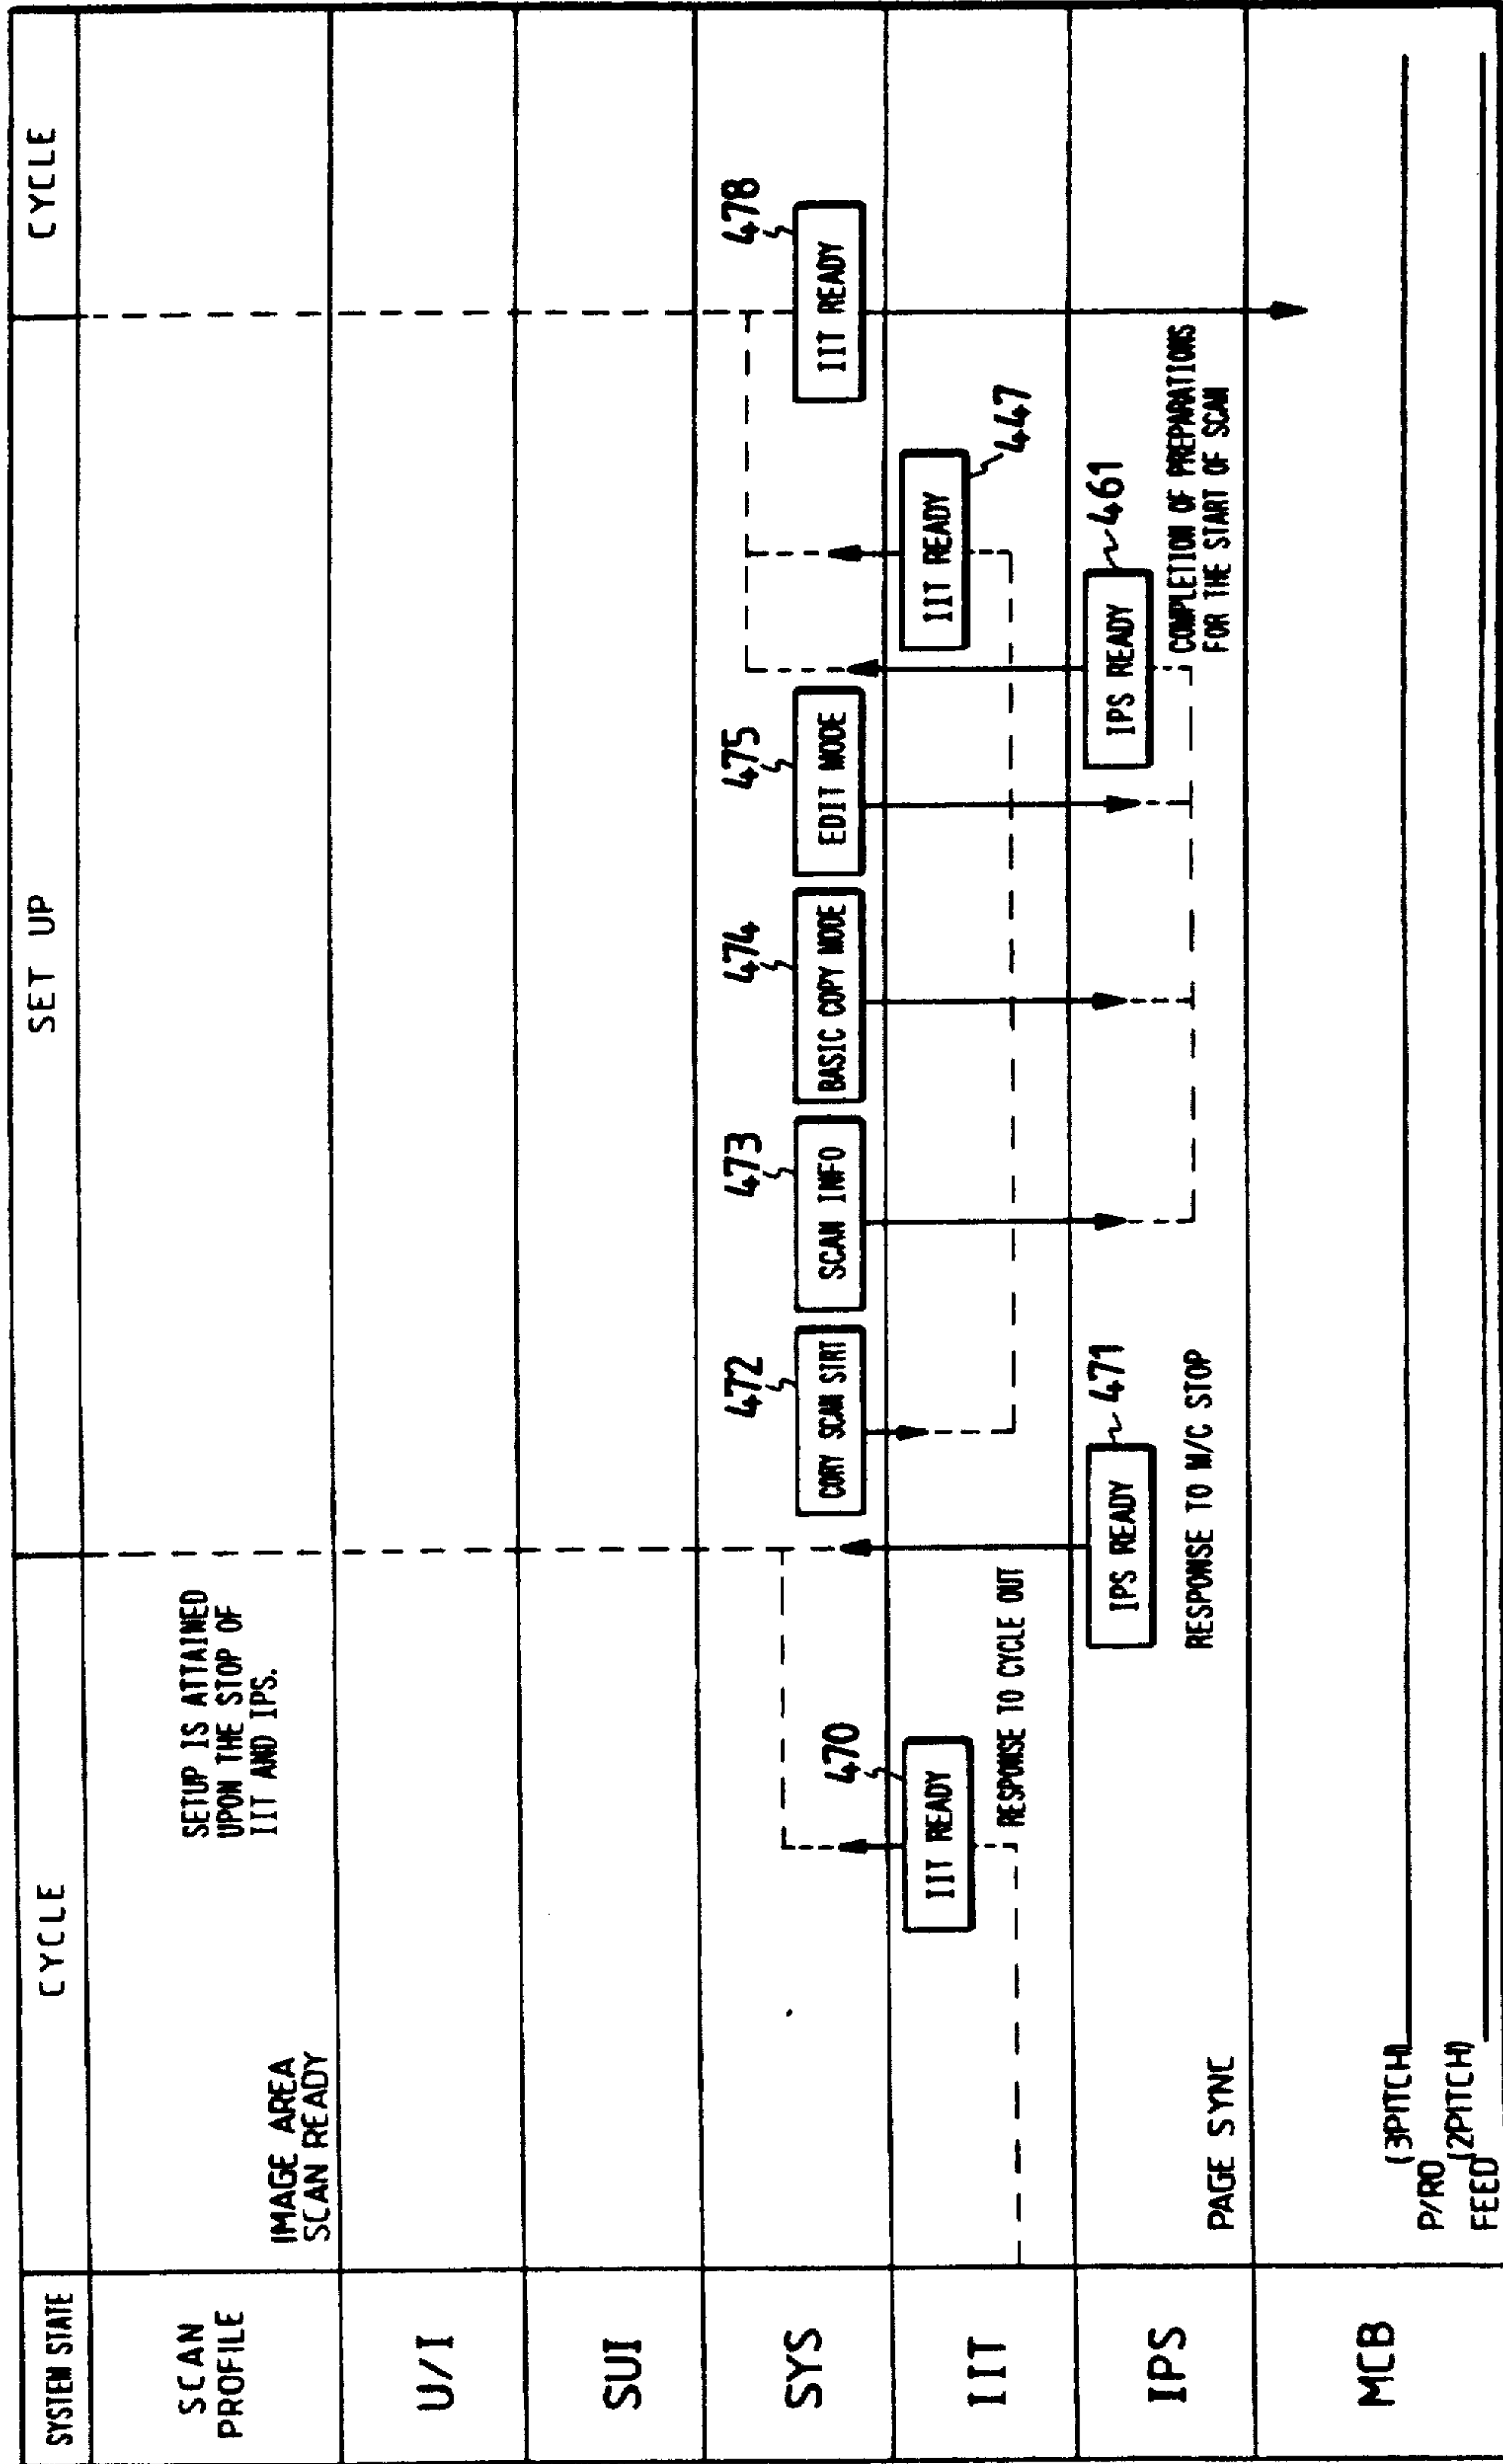 SYSTEM STATE
CYCLE
SET UP
CYCLE
SCAN
PROFILE
IMAGE AREA
SCAN READY
SETUP IS ATTAINED
UPON THE STOP OF
IIT AND IPS.
U/I
SUI
SYS
472
CORY SCAN STRT
473
SCAN INFO
474
BASIC COPY MODE
475
EDIT MODE
478
IIT READY
IIT
470
IIT READY
RESPONSE TO CYCLE OUT
IIT READY
447
IPS
PAGE SYNC
IPS READY
471
RESPONSE TO M/C STOP
IPS READY
461
COMPLETION OF PREPARATIONS
FOR THE START OF SCAN
MCB
(3PITCH)
P/RO
(2PITCH)
FEED